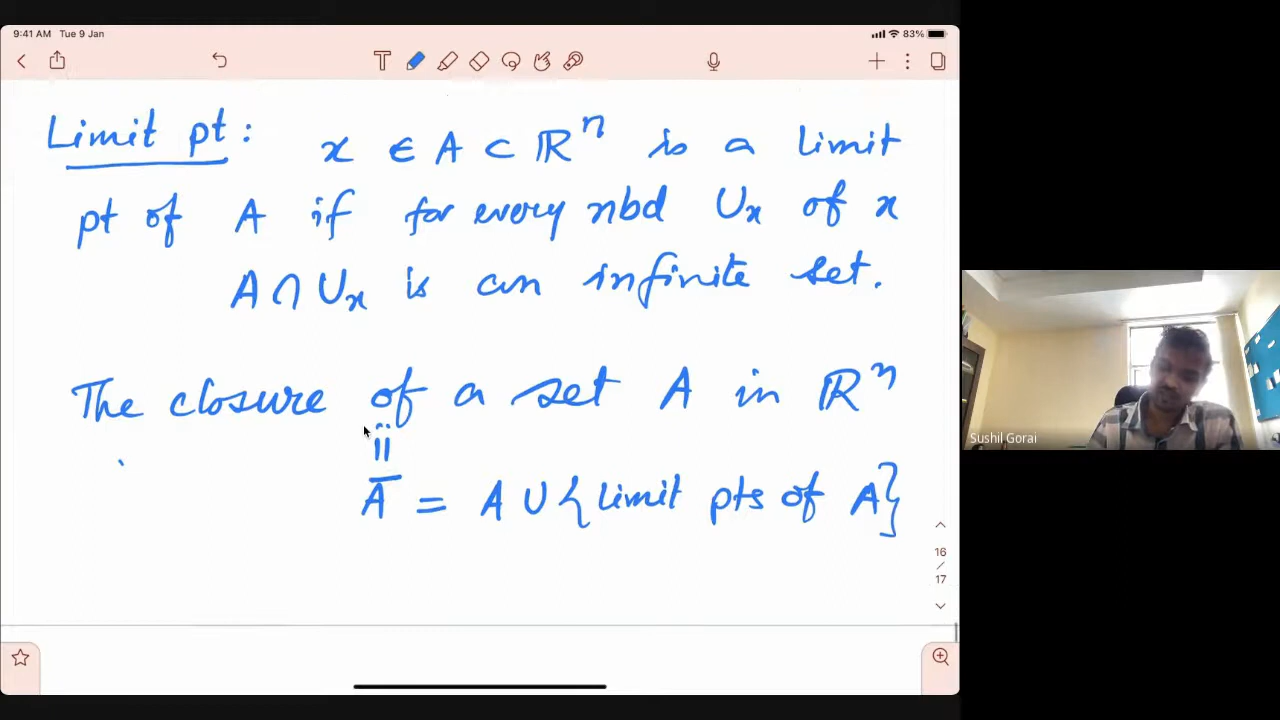 9:41 AM Tue 9 Jan
83%
Limit pt: x ∈ A ⊂ ℝⁿ is a limit
pt of A if for every nbd Uₓ of x
A ∩ Uₓ is an infinite set.
The closure of a set A in ℝⁿ
Ā = A ∪ {limit pts of A}
Sushil Gorai
16
/
17